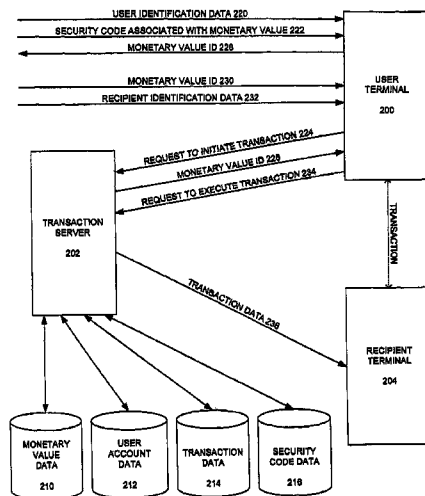 USER IDENTIFICATION DATA 220
SECURITY CODE ASSOCIATED WITH MONETARY VALUE 222
MONETARY VALUE ID 226
MONETARY VALUE ID 230
RECIPIENT IDENTIFICATION DATA 232
USER
TERMINAL
200
REQUEST TO INITIATE TRANSACTION 224
MONETARY VALUE ID 228
REQUEST TO EXECUTE TRANSACTION 234
TRANSACTION
SERVER
202
TRANSACTION
TRANSACTION DATA 236
RECIPIENT
TERMINAL
204
MONETARY
VALUE
DATA
210
USER
ACCOUNT
DATA
212
TRANSACTION
DATA
214
SECURITY
CODE DATA
216